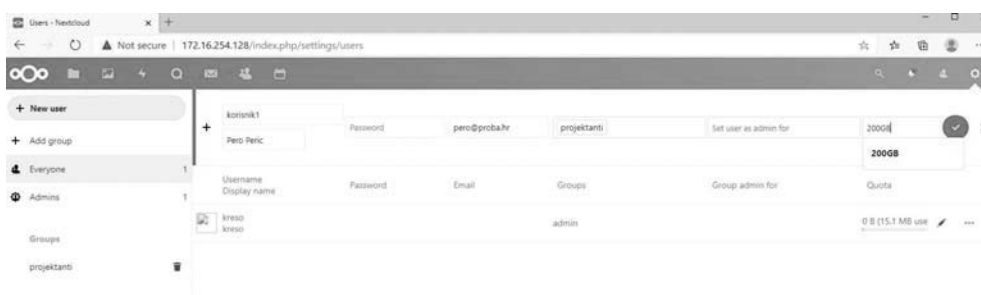 Users - Nextcloud
Not secure | 172.16.254.128/index.php/settings/users
+ New user
+ Add group
Everyone 1
Admins 1
Groups
projektanti
korisnik1
Pero Peric
Password
pero@proba.hr
projektanti
Set user as admin for
200GB
200GB
Username
Display name
Password
Email
Groups
Group admin for
Quota
kreso
kreso
admin
0 B (15.1 MB use